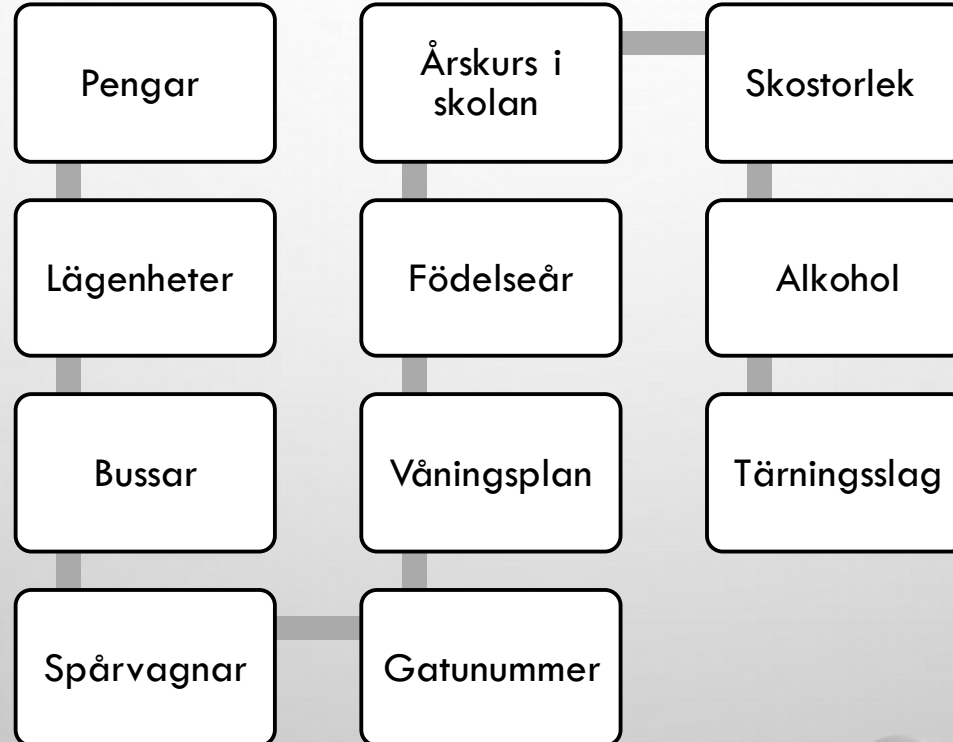 Pengar
Lägenheter
Bussar
Spårvagnar
Gatunummer
Våningsplan
Födelseår
Årskurs i
skolan
Skostorlek
Alkohol
Tärningsslag